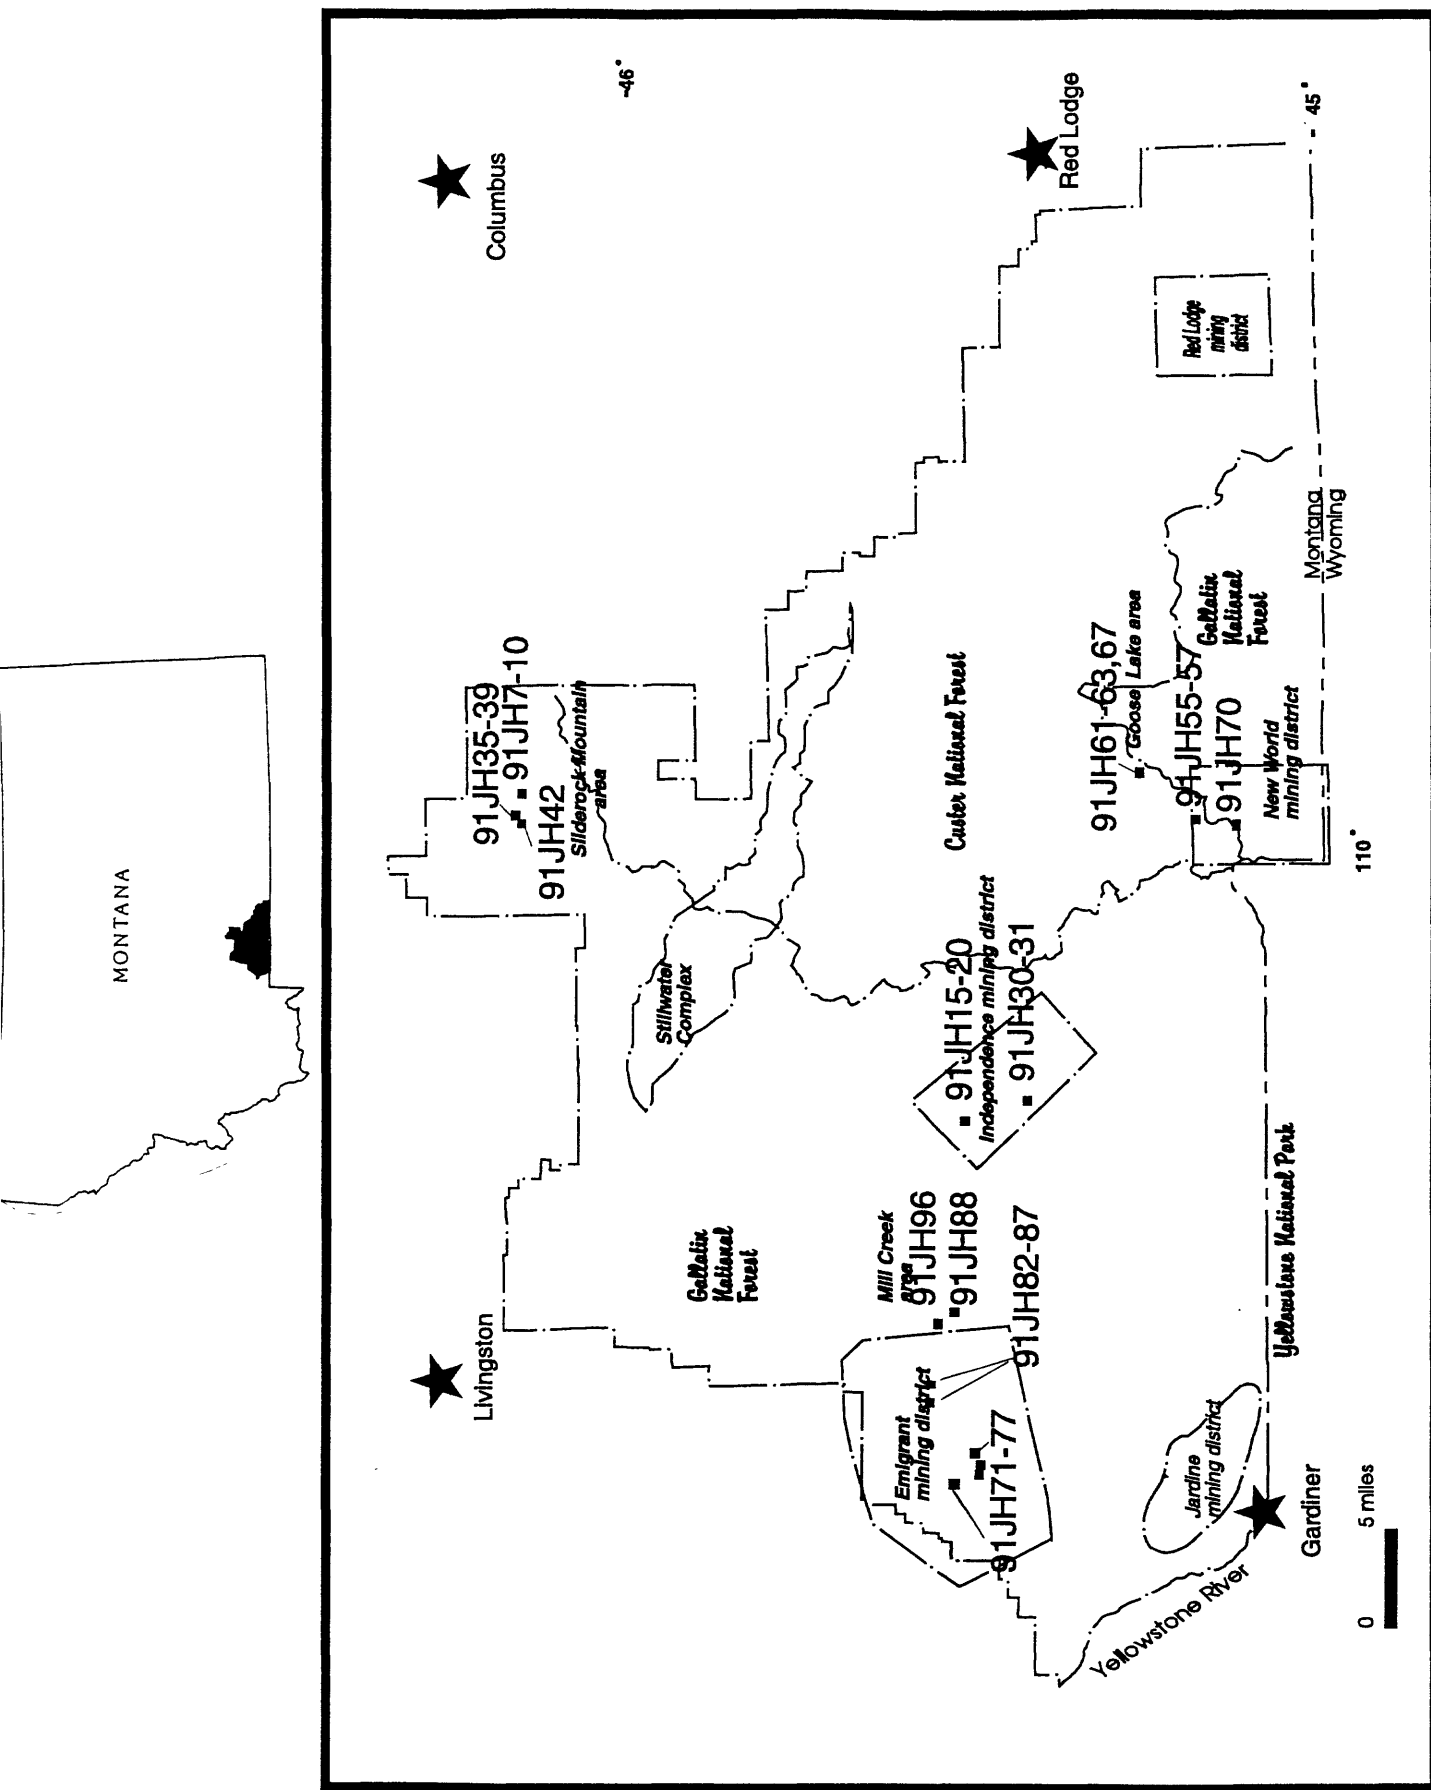 MONTANA
Livingston
Columbus
-46°
91JH35-39
91JH7-10
91JH42
Sliderock Mountain
area
Stillwater
Complex
Gallatin
National
Forest
Mill Creek
area
91JH96
91JH88
91JH82-87
Emigrant
mining district
91JH71-77
91JH15-20
Independence mining district
91JH30-31
Custer National Forest
Red Lodge
91JH61-63,67
Goose Lake area
91JH55-57
91JH70
Gallatin
National
Forest
New World
mining district
Red Lodge
mining
district
Jardine
mining district
Yellowstone River
Gardiner
Yellowstone National Park
Montana
Wyoming
45°
110°
0
5 miles